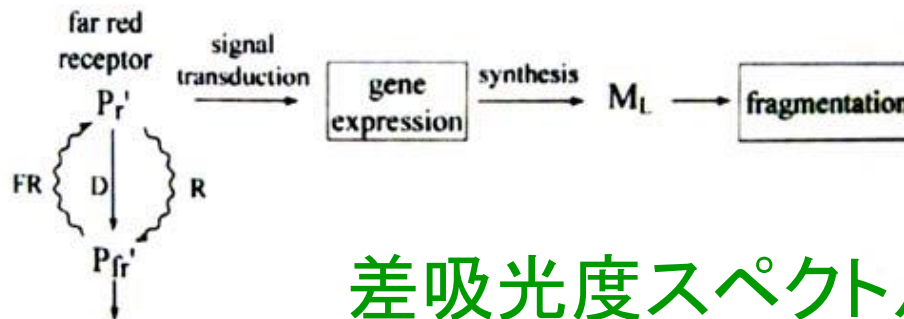 far red
receptor
signal
transduction
gene
expression
synthesis
M_L
fragmentation
P_r'
FR
D
R
P_fr'
差吸光度スペクト